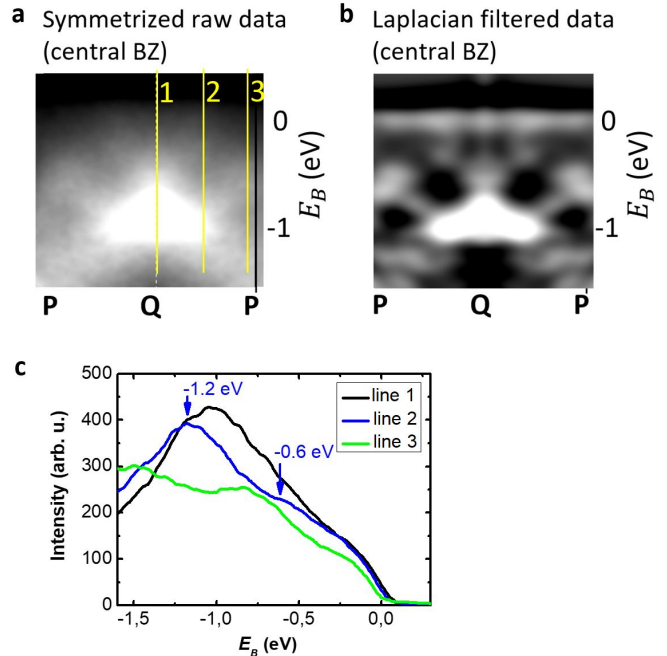 a Symmetrized raw data
(central BZ)
1 2 3
0
-1
E_B (eV)
P Q P
b Laplacian filtered data
(central BZ)
0
-1
E_B (eV)
P Q P
c
500
400
300
200
100
0
Intensity (arb. u.)
-1.2 eV
-0.6 eV
line 1
line 2
line 3
-1,5 -1,0 -0,5 0,0
E_B (eV)